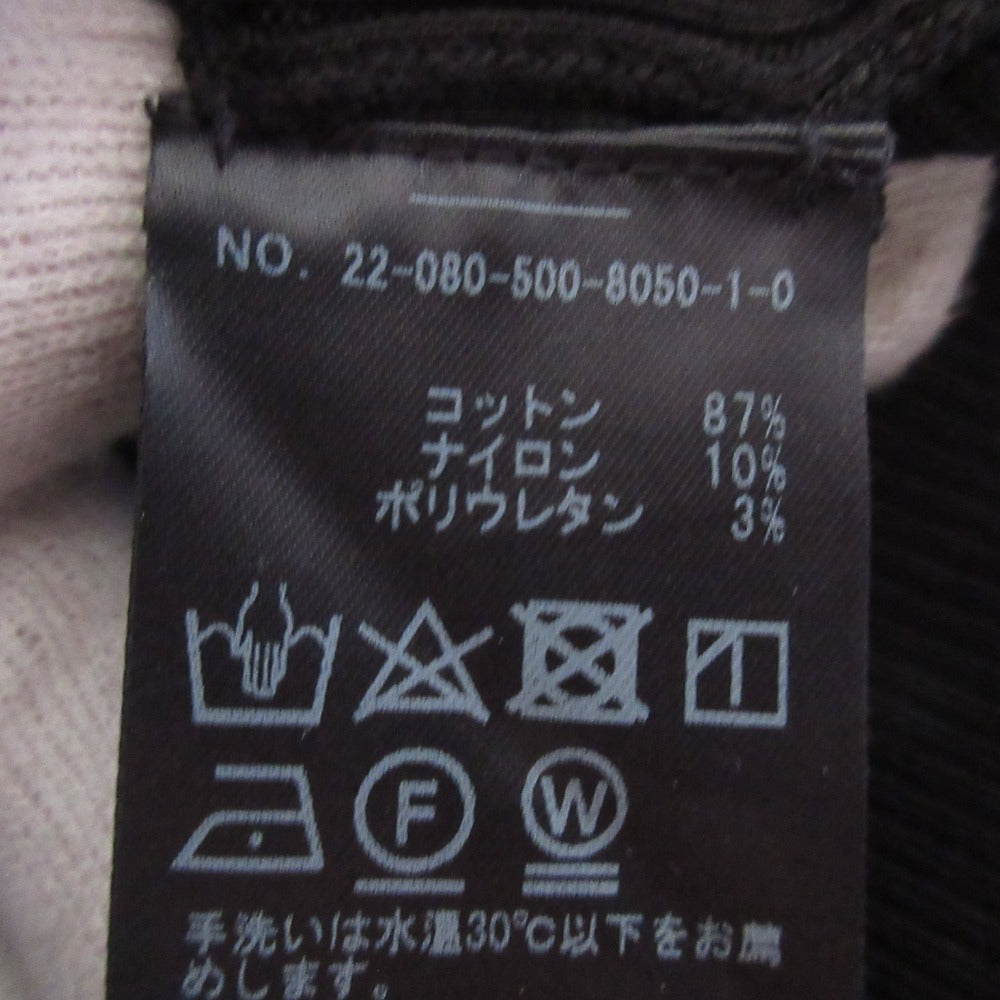 NO. 22-080-500-8050-1-0
コットン 87%
ナイロン 10%
ポリウレタン 3%
F W
手洗いは水温30℃以下をお薦
めします。